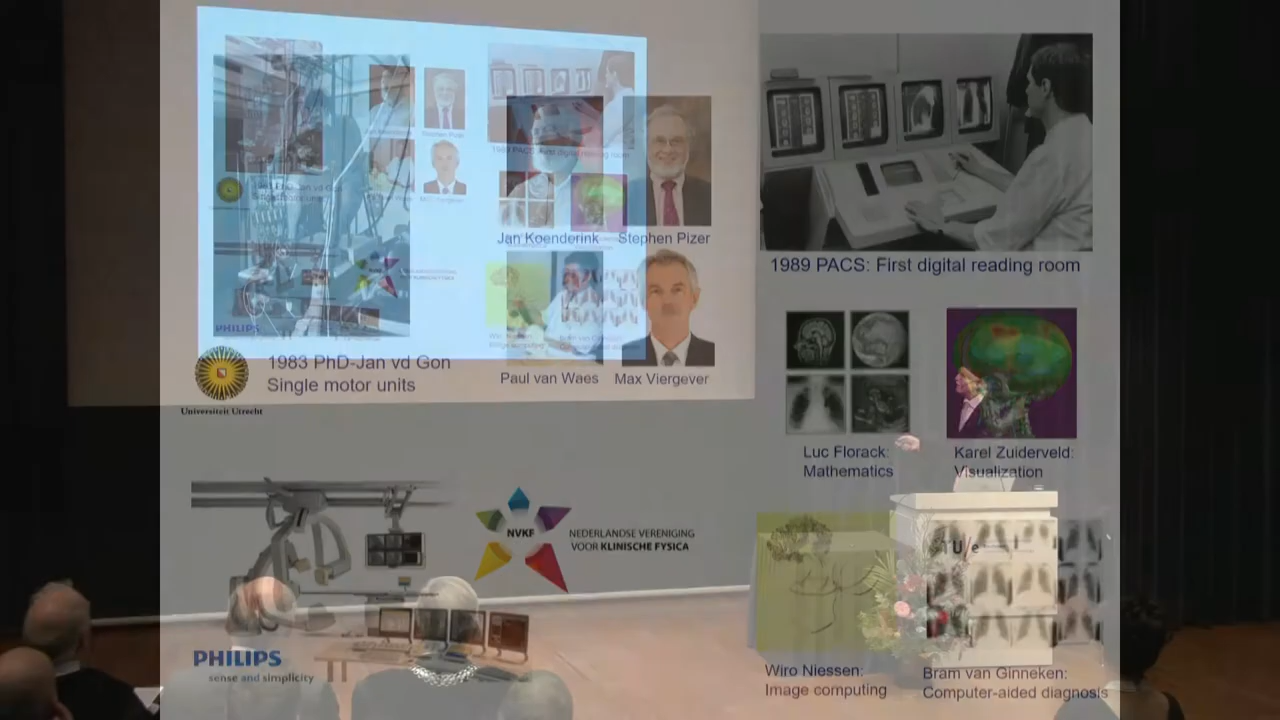 Jan Koenderink
Stephen Pizer
1989 PACS: First digital reading room
1983 PhD-Jan vd Gon
Single motor units
Universiteit Utrecht
Paul van Waes
Max Viergever
Luc Florack:
Mathematics
Karel Zuiderveld:
Visualization
NVKF
NEDERLANDSE VERENIGING
VOOR KLINISCHE FYSICA
TU/e
PHILIPS
sense and simplicity
Wiro Niessen:
Image computing
Bram van Ginneken:
Computer-aided diagnosis
PHILIPS